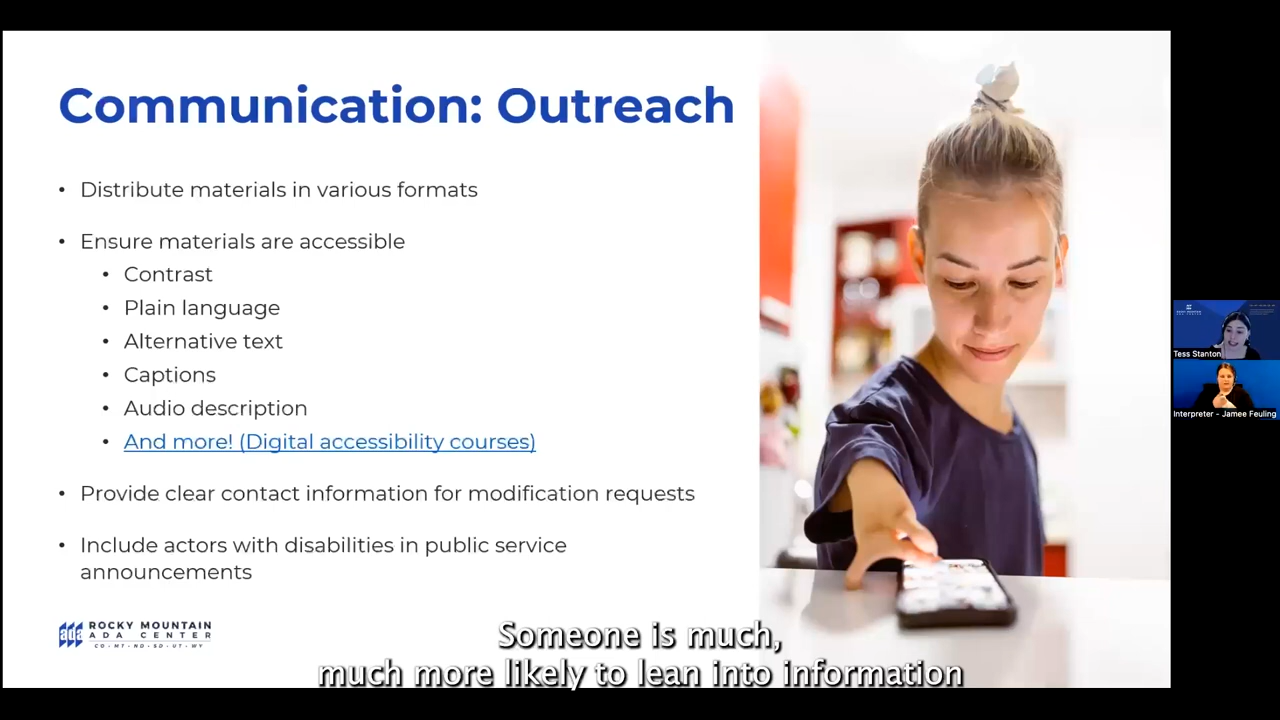 Communication: Outreach
• Distribute materials in various formats
• Ensure materials are accessible
• Contrast
• Plain language
• Alternative text
• Captions
• Audio description
• And more! (Digital accessibility courses)
• Provide clear contact information for modification requests
• Include actors with disabilities in public service
announcements
ada
ROCKY MOUNTAIN
ADA CENTER
CO · MT · ND · SD · UT · WY
Someone is much,
much more likely to lean into information
Tess Stanton
Interpreter - Jamee Feuling